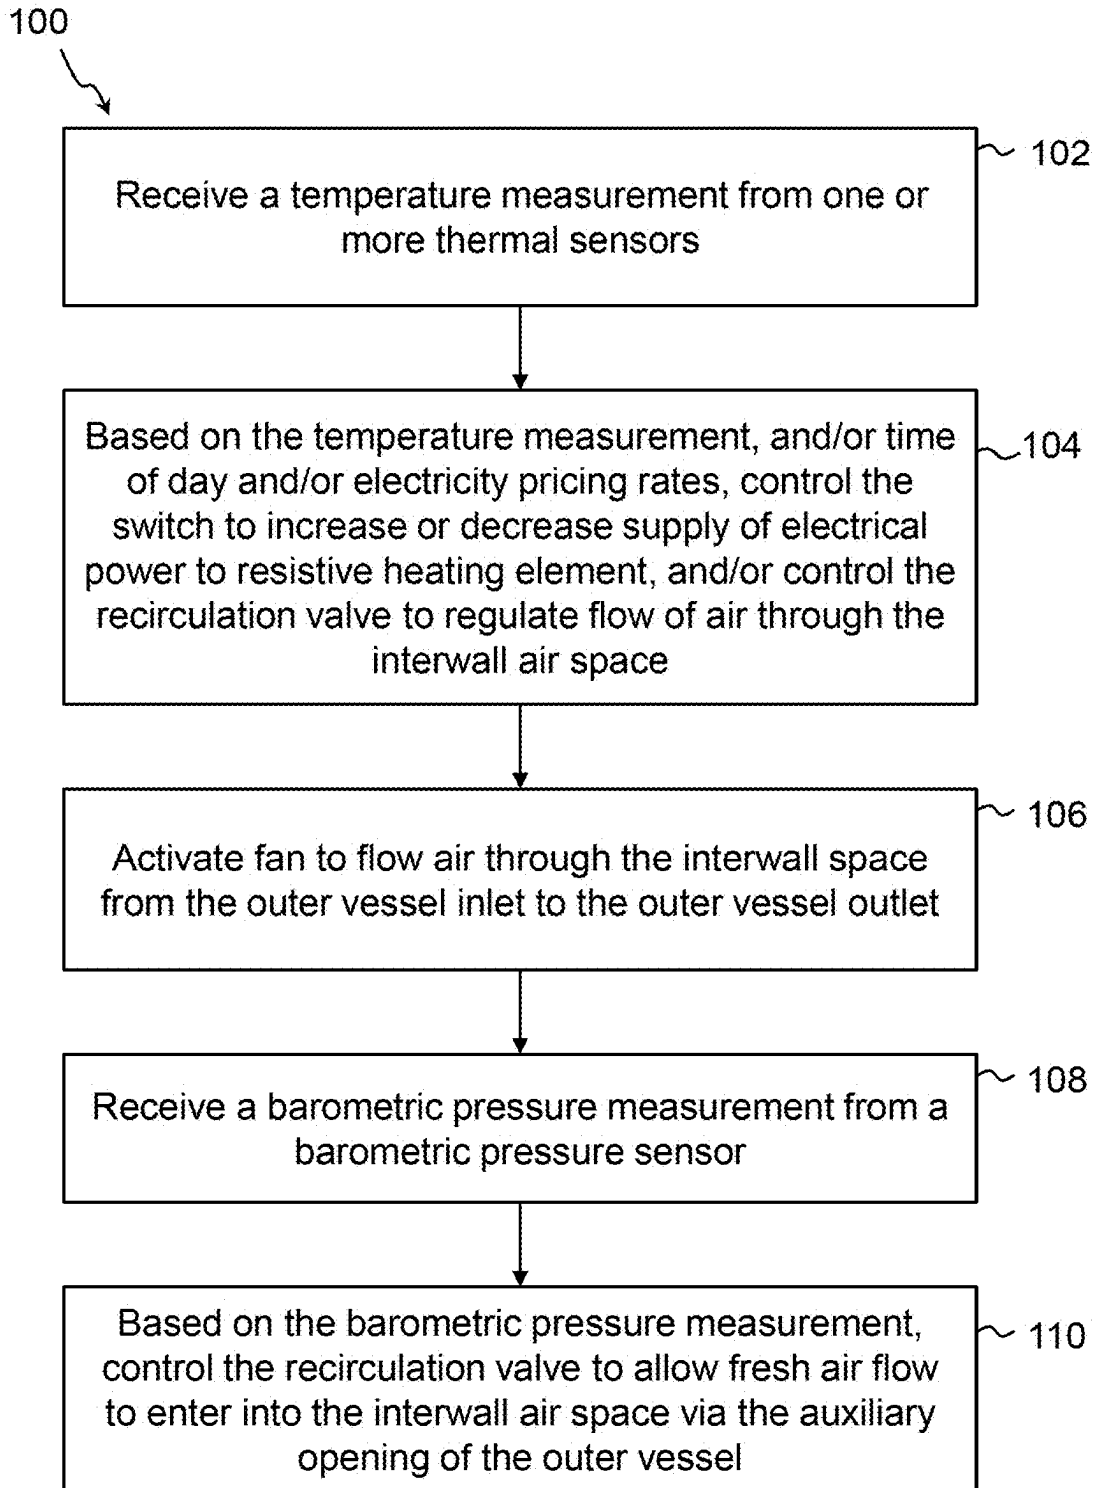 100
102
Receive a temperature measurement from one or
more thermal sensors
104
Based on the temperature measurement, and/or time
of day and/or electricity pricing rates, control the
switch to increase or decrease supply of electrical
power to resistive heating element, and/or control the
recirculation valve to regulate flow of air through the
interwall air space
106
Activate fan to flow air through the interwall space
from the outer vessel inlet to the outer vessel outlet
108
Receive a barometric pressure measurement from a
barometric pressure sensor
110
Based on the barometric pressure measurement,
control the recirculation valve to allow fresh air flow
to enter into the interwall air space via the auxiliary
opening of the outer vessel